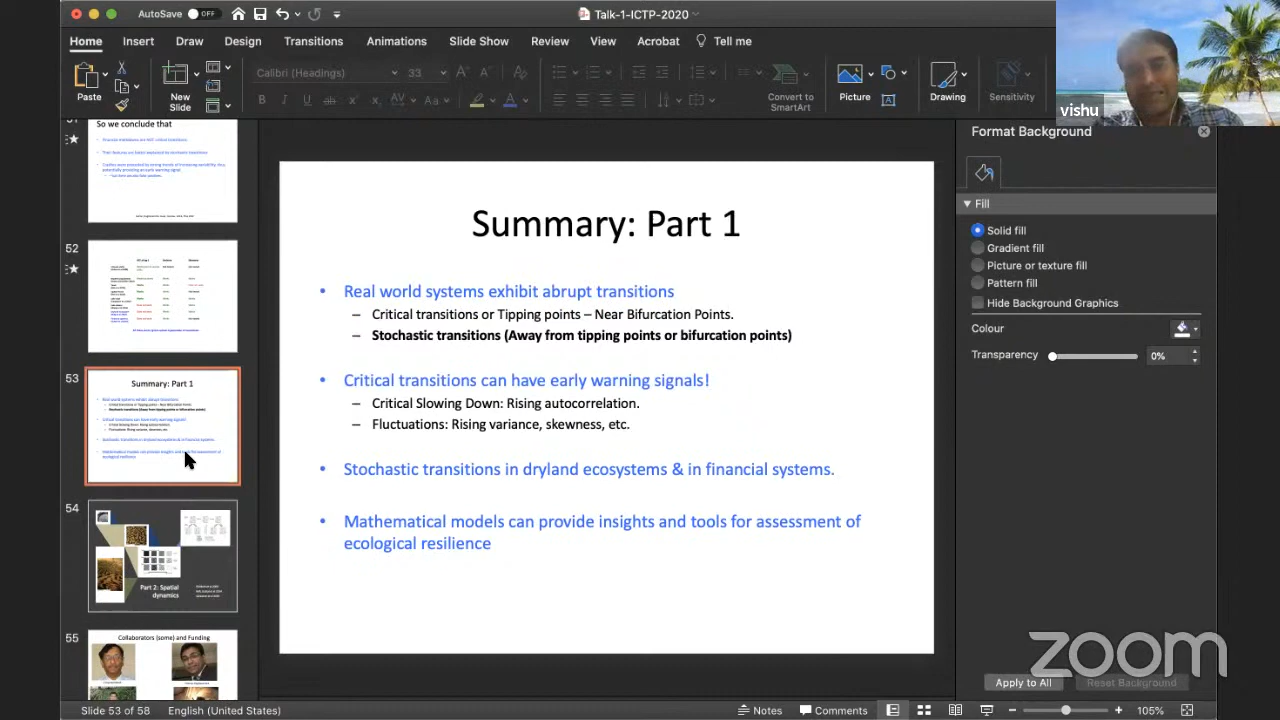 AutoSave OFF
Talk-1-ICTP-2020
Home Insert Draw Design Transitions Animations Slide Show Review View Acrobat Tell me
Paste
New
Slide
Calibri (Headings) 33
Convert to
SmartArt
Picture
Drawing
Sensitivity
vishu
Format Background
Fill
Solid fill
Gradient fill
Picture or texture fill
Pattern fill
Hide Background Graphics
Colour
Transparency 0%
Apply to All Reset Background
So we conclude that
52
53
Summary: Part 1
54
Part 2: Spatial
dynamics
55
Collaborators (some) and Funding
Summary: Part 1
• Real world systems exhibit abrupt transitions
– Critical Transitions or Tipping Points – Near Bifurcation Points
– Stochastic transitions (Away from tipping points or bifurcation points)
• Critical transitions can have early warning signals!
– Critical Slowing Down: Rising autocorrelation.
– Fluctuations: Rising variance, skewness, etc.
• Stochastic transitions in dryland ecosystems & in financial systems.
• Mathematical models can provide insights and tools for assessment of
ecological resilience
zoom
Slide 53 of 58 English (United States) Notes Comments 105%